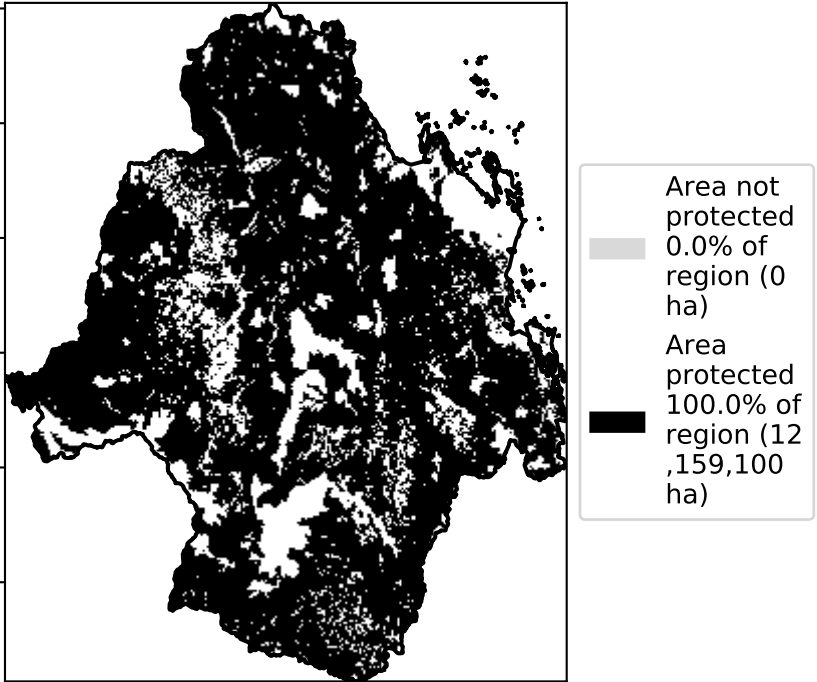 Area not
protected
0.0% of
region (0
ha)
Area
protected
100.0% of
region (12
,159,100
ha)